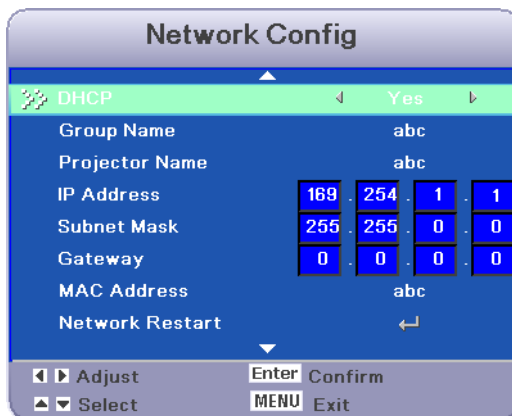 Network Config
DHCP Yes
Group Name abc
Projector Name abc
IP Address 169 . 254 . 1 . 1
Subnet Mask 255 . 255 . 0 . 0
Gateway 0 . 0 . 0 . 0
MAC Address abc
Network Restart
Adjust Enter Confirm
Select MENU Exit